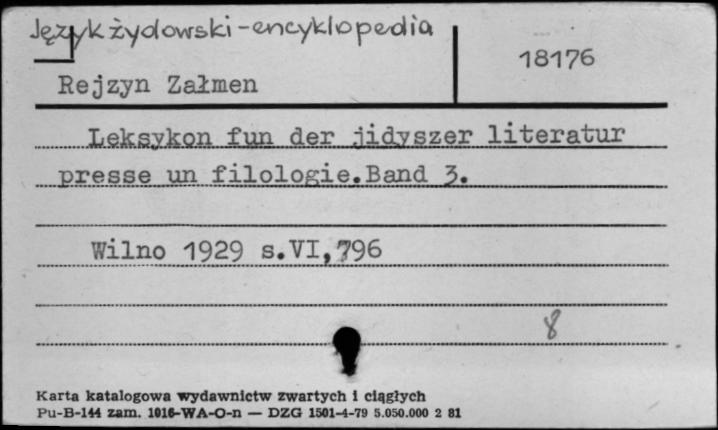 Język żydowski - encyklopedia
18176
Rejzyn Załmen
Leksykon fun der jidyszer literatur
presse un filologie.Band 3.
Wilno 1929 s.VI,796
8
Karta katalogowa wydawnictw zwartych i ciągłych
Pu-B-144 zam. 1016-WA-O-n — DZG 1501-4-79 5.050.000 2 81